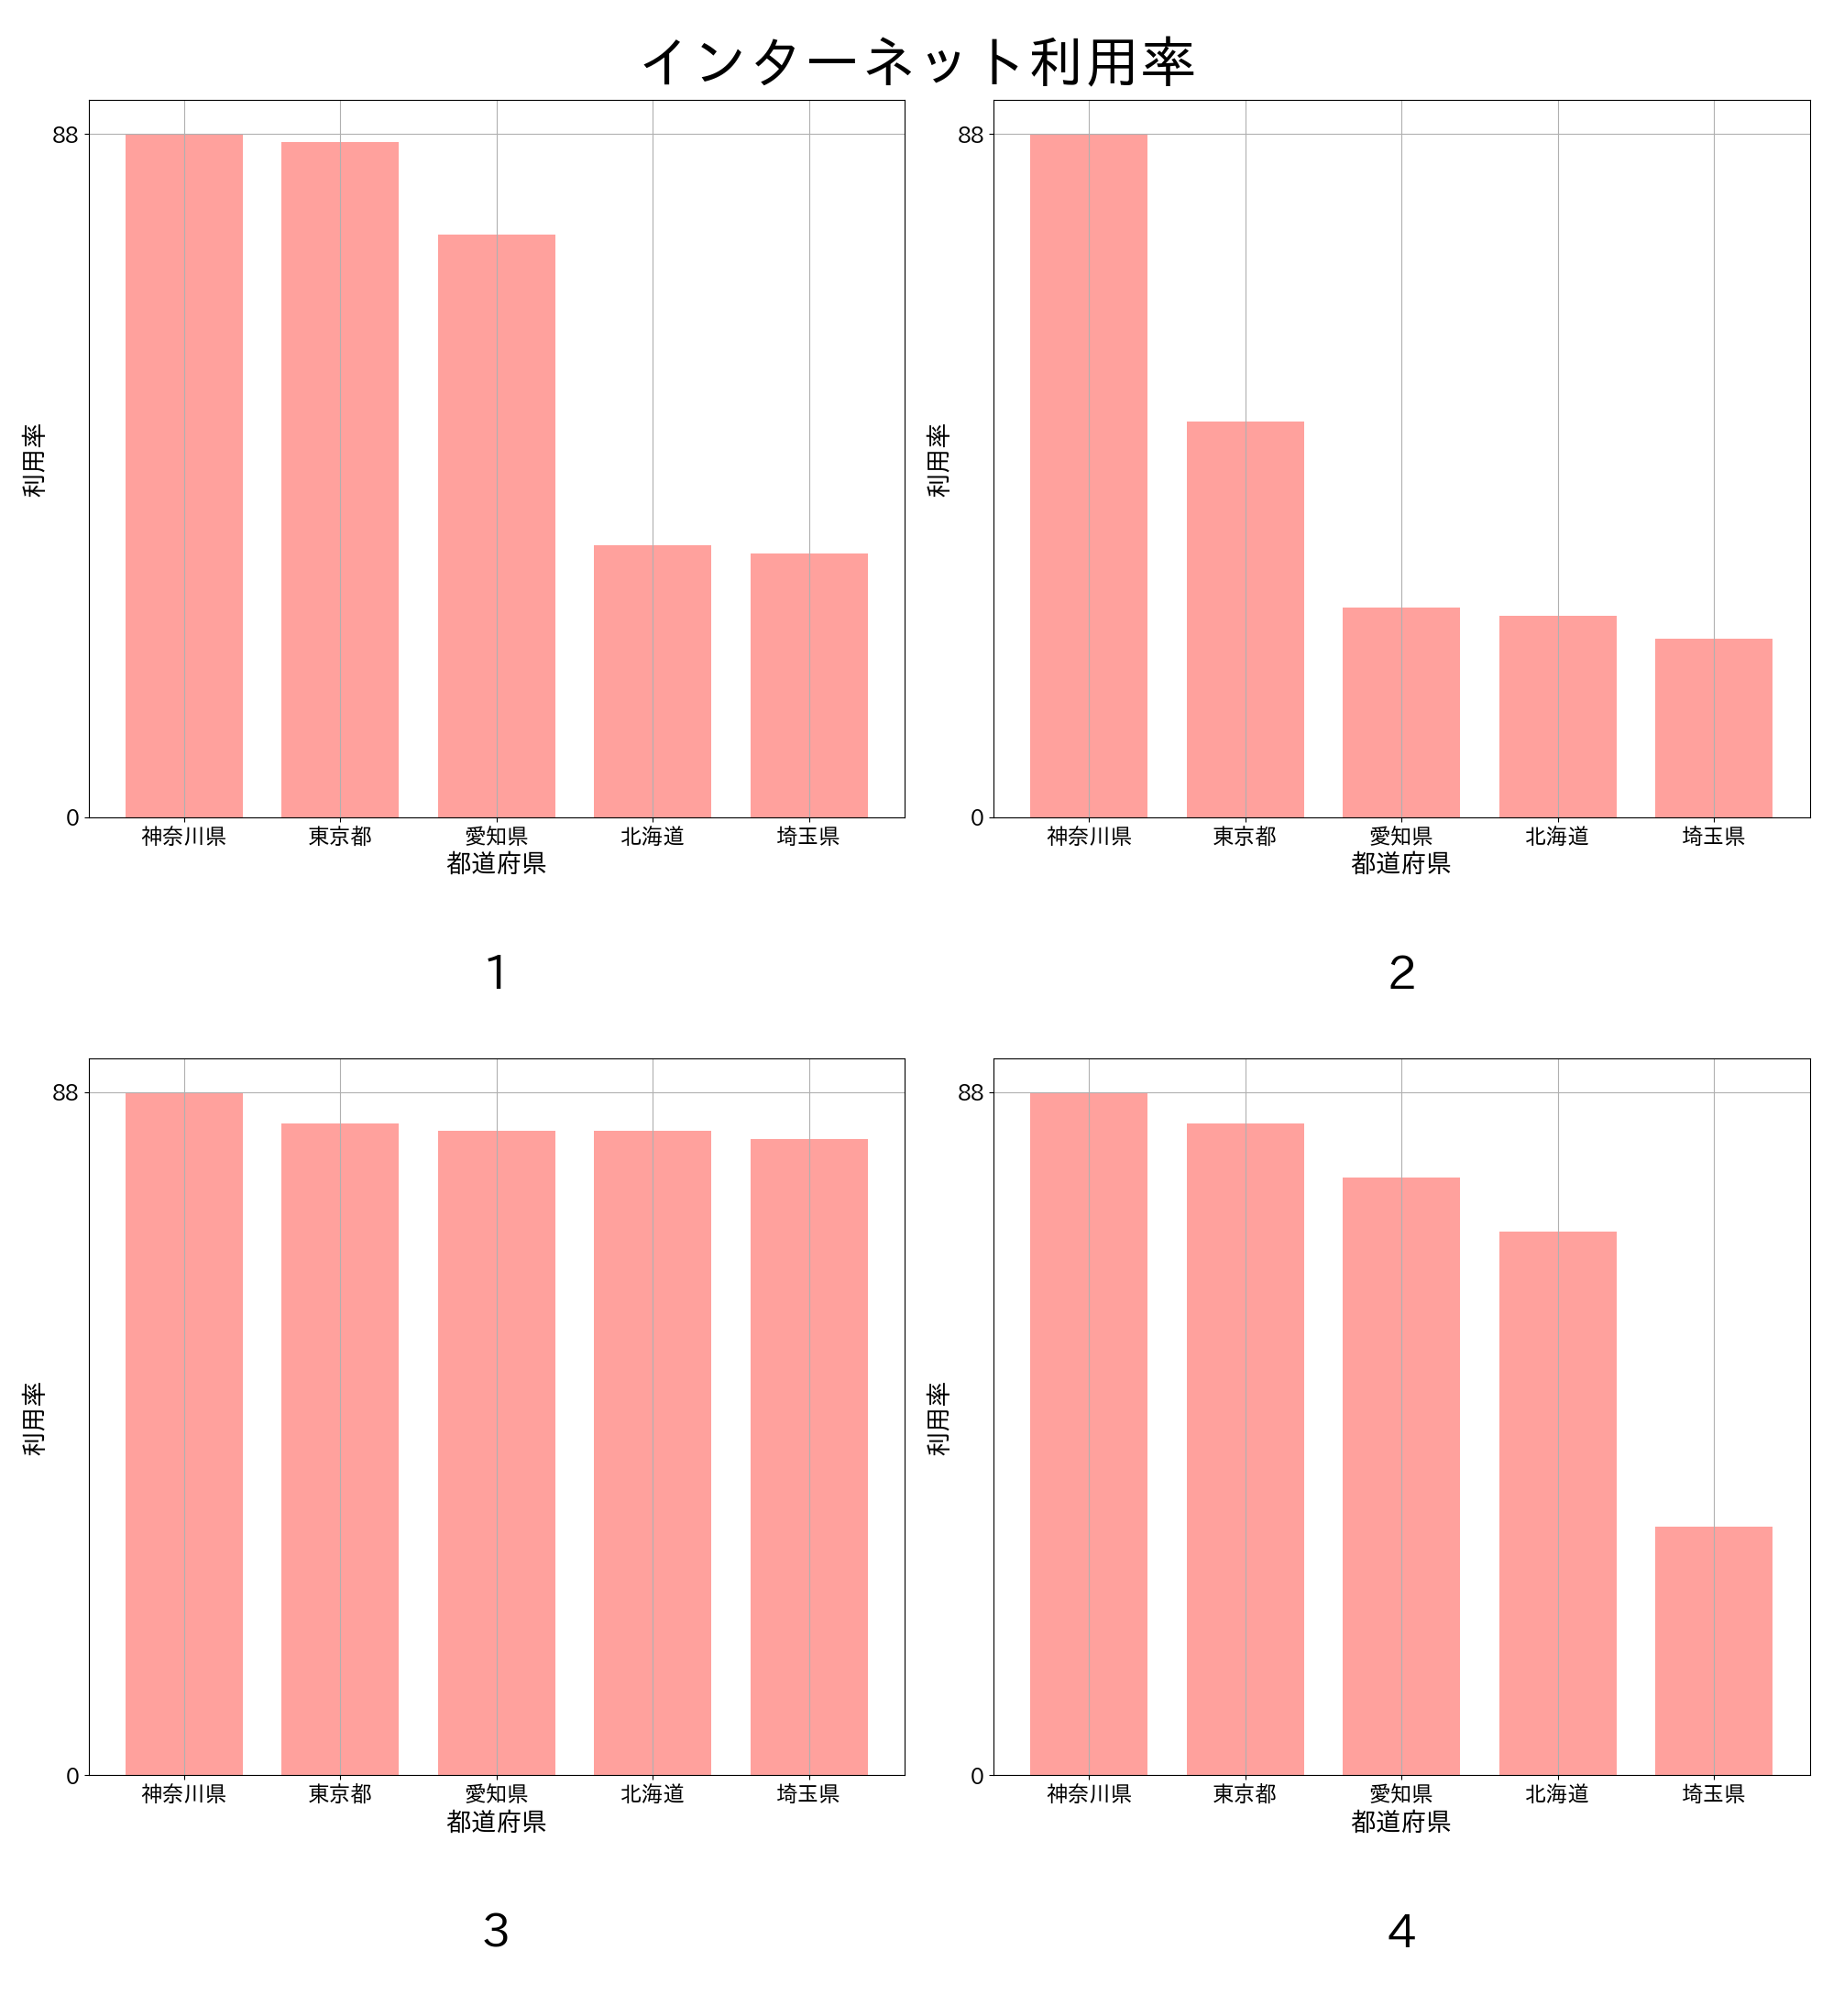 インターネット利用率
88
0
利用率
神奈川県 東京都 愛知県 北海道 埼玉県
都道府県
1
88
0
利用率
神奈川県 東京都 愛知県 北海道 埼玉県
都道府県
2
88
0
利用率
神奈川県 東京都 愛知県 北海道 埼玉県
都道府県
3
88
0
利用率
神奈川県 東京都 愛知県 北海道 埼玉県
都道府県
4